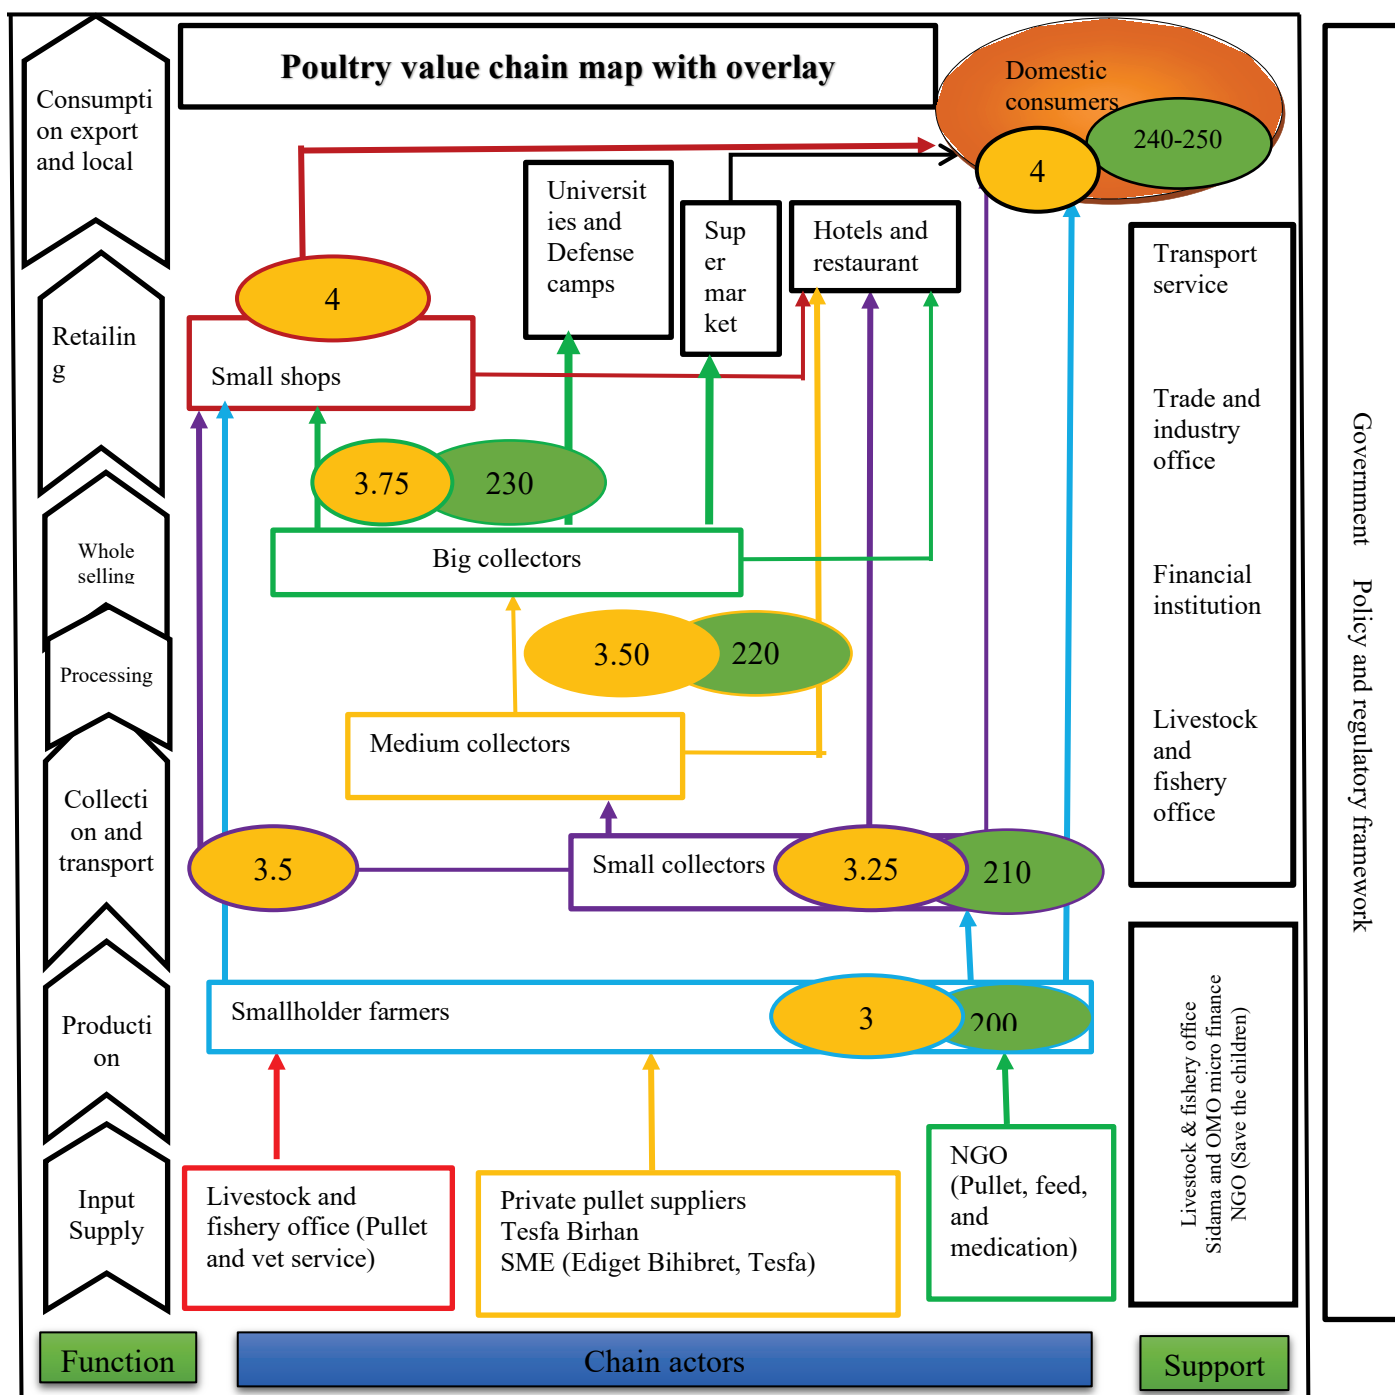 Poultry value chain map with overlay
Consumpti
on export
and local
Retailin
g
Whole
selling
Processing
Collecti
on and
transport
Producti
on
Input
Supply
Domestic
consumers
4
240-250
Universit
ies and
Defense
camps
Sup
er
mar
ket
Hotels and
restaurant
4
Small shops
3.75
230
Big collectors
3.50
220
Medium collectors
3.5
Small collectors
3.25
210
Smallholder farmers
3
200
Livestock and
fishery office (Pullet
and vet service)
Private pullet suppliers
Tesfa Birhan
SME (Ediget Bihibret, Tesfa)
NGO
(Pullet, feed,
and
medication)
Transport
service
Trade and
industry
office
Financial
institution
Livestock
and
fishery
office
Livestock & fishery office
Sidama and OMO micro finance
NGO (Save the children)
Government Policy and regulatory framework
Function
Chain actors
Support